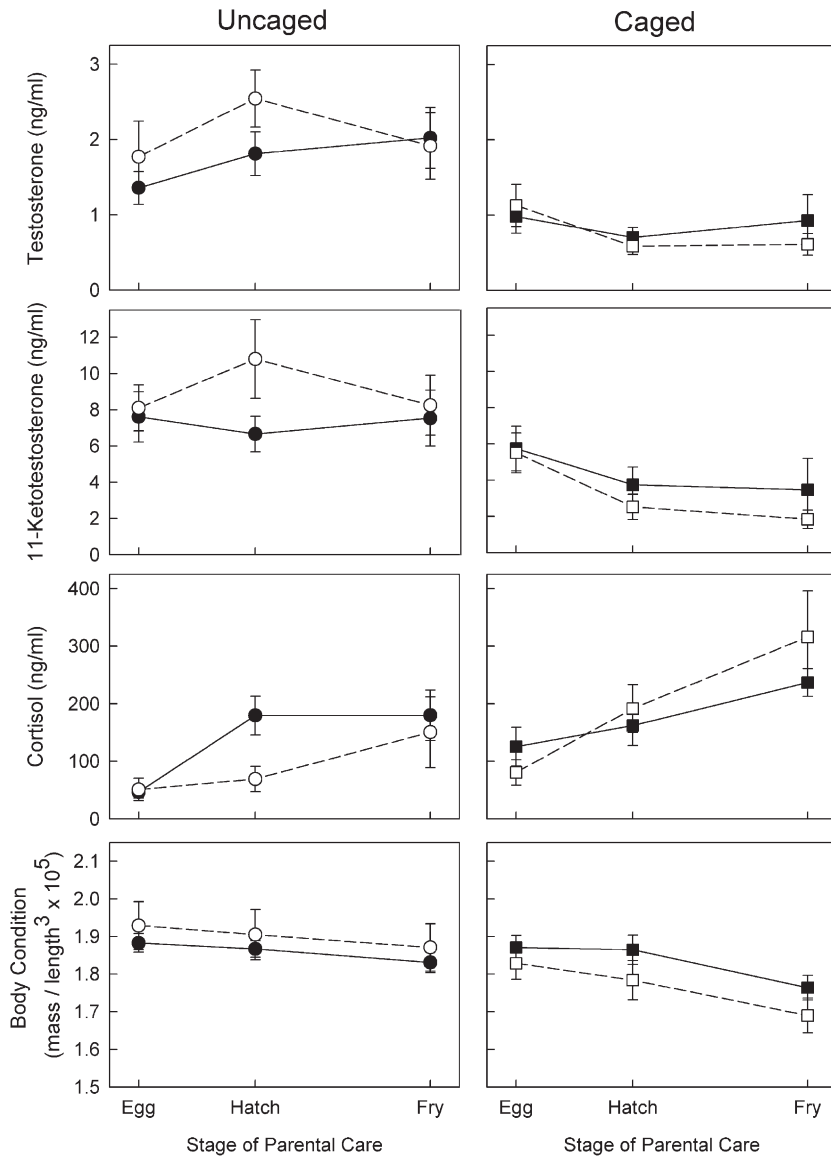 Uncaged
Caged
Testosterone (ng/ml)
3
2
1
0
11-Ketotestosterone (ng/ml)
12
10
8
6
4
2
0
Cortisol (ng/ml)
400
300
200
100
0
Body Condition
(mass / length³ x 10⁵)
2.1
2.0
1.9
1.8
1.7
1.6
1.5
Egg Hatch Fry
Egg Hatch Fry
Stage of Parental Care
Stage of Parental Care